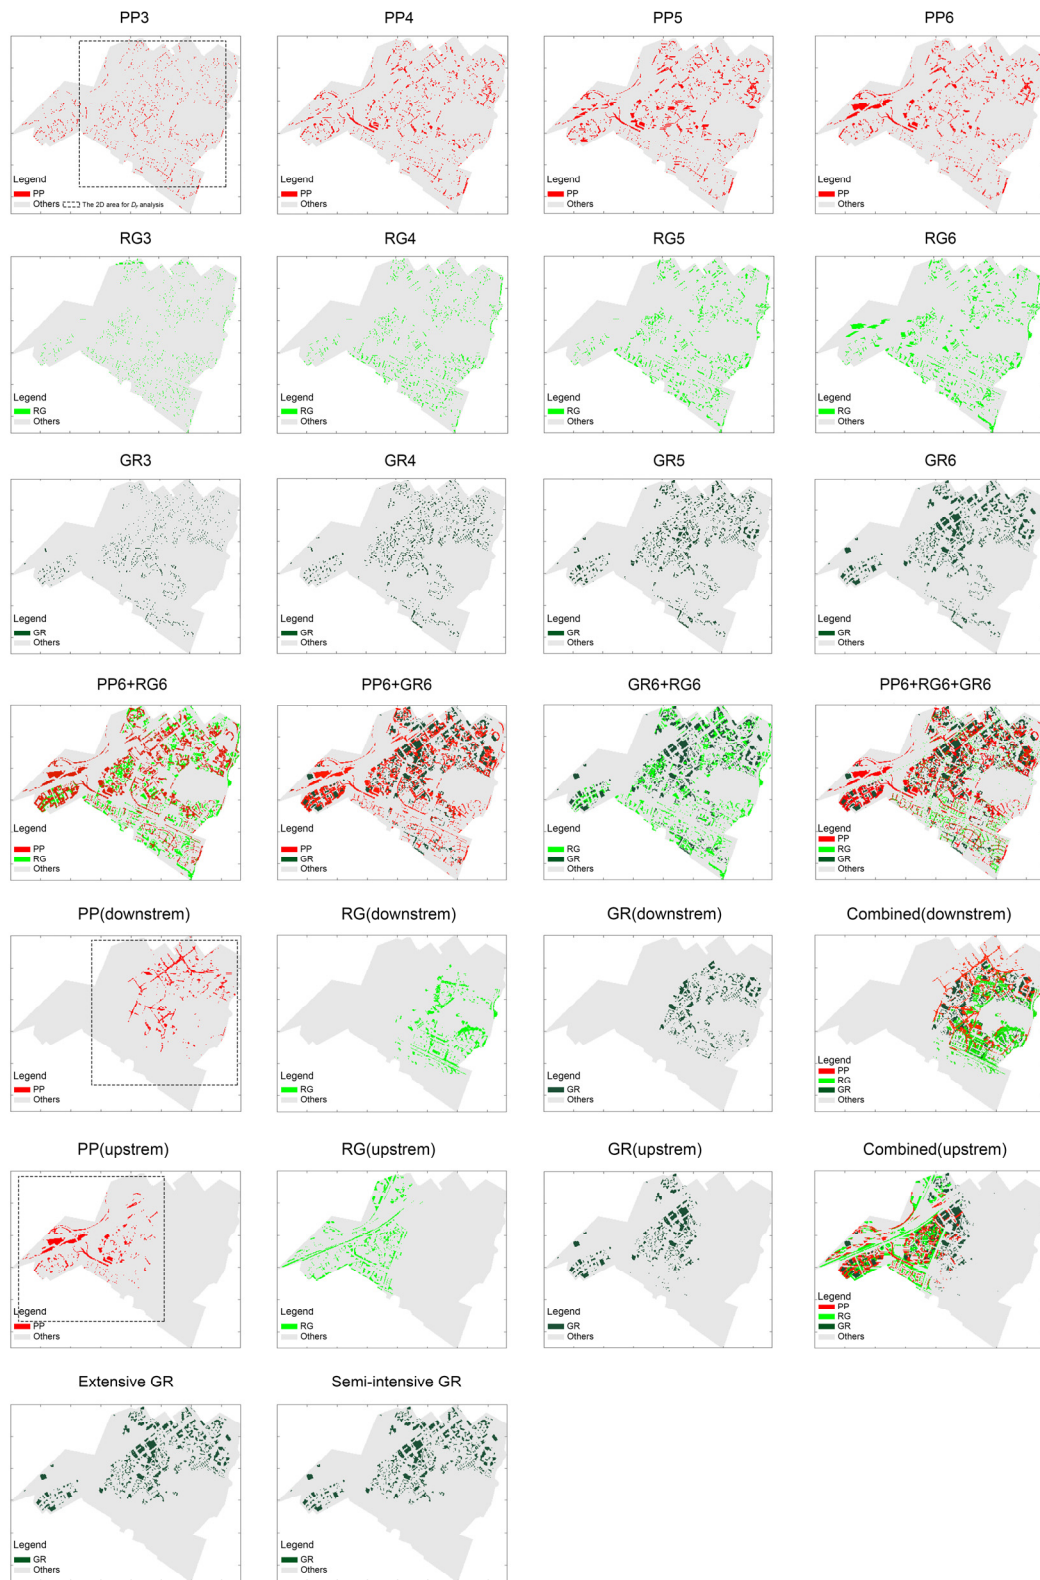 PP3 PP4 PP5 PP6
Legend Legend Legend Legend
PP PP PP PP
Others The 2D area for Df analysis Others Others Others
RG3 RG4 RG5 RG6
Legend Legend Legend Legend
RG RG RG RG
Others Others Others Others
GR3 GR4 GR5 GR6
Legend Legend Legend Legend
GR GR GR GR
Others Others Others Others
PP6+RG6 PP6+GR6 GR6+RG6 PP6+RG6+GR6
Legend Legend Legend Legend
PP PP RG PP
RG GR GR RG
Others Others Others GR
Others
PP(downstrem) RG(downstrem) GR(downstrem) Combined(downstrem)
Legend Legend Legend Legend
PP RG GR PP
Others Others Others RG
GR
Others
PP(upstrem) RG(upstrem) GR(upstrem) Combined(upstrem)
Legend Legend Legend Legend
PP RG GR PP
Others Others Others RG
GR
Others
Extensive GR Semi-intensive GR
Legend Legend
GR GR
Others Others